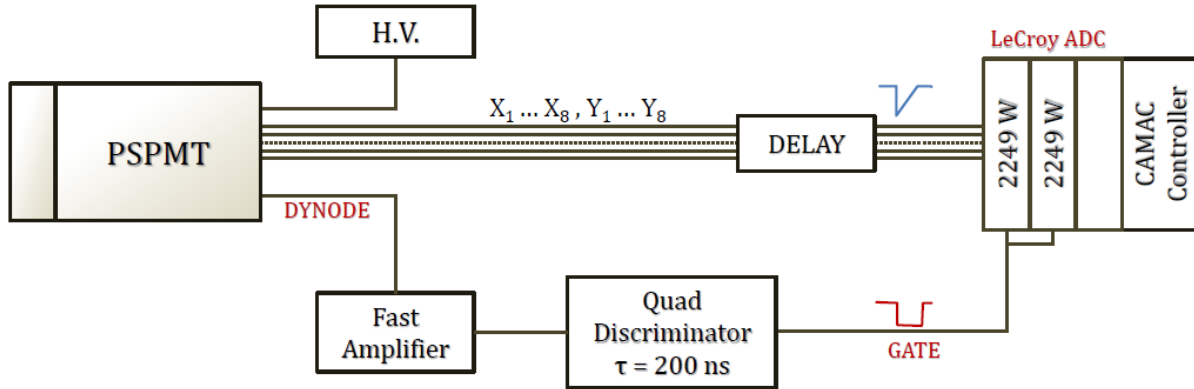 H.V.
LeCroy ADC
X₁ ... X₈ , Y₁ ... Y₈
PSPMT
DELAY
2249 W
2249 W
CAMAC
Controller
DYNODE
Fast
Amplifier
Quad
Discriminator
τ = 200 ns
GATE